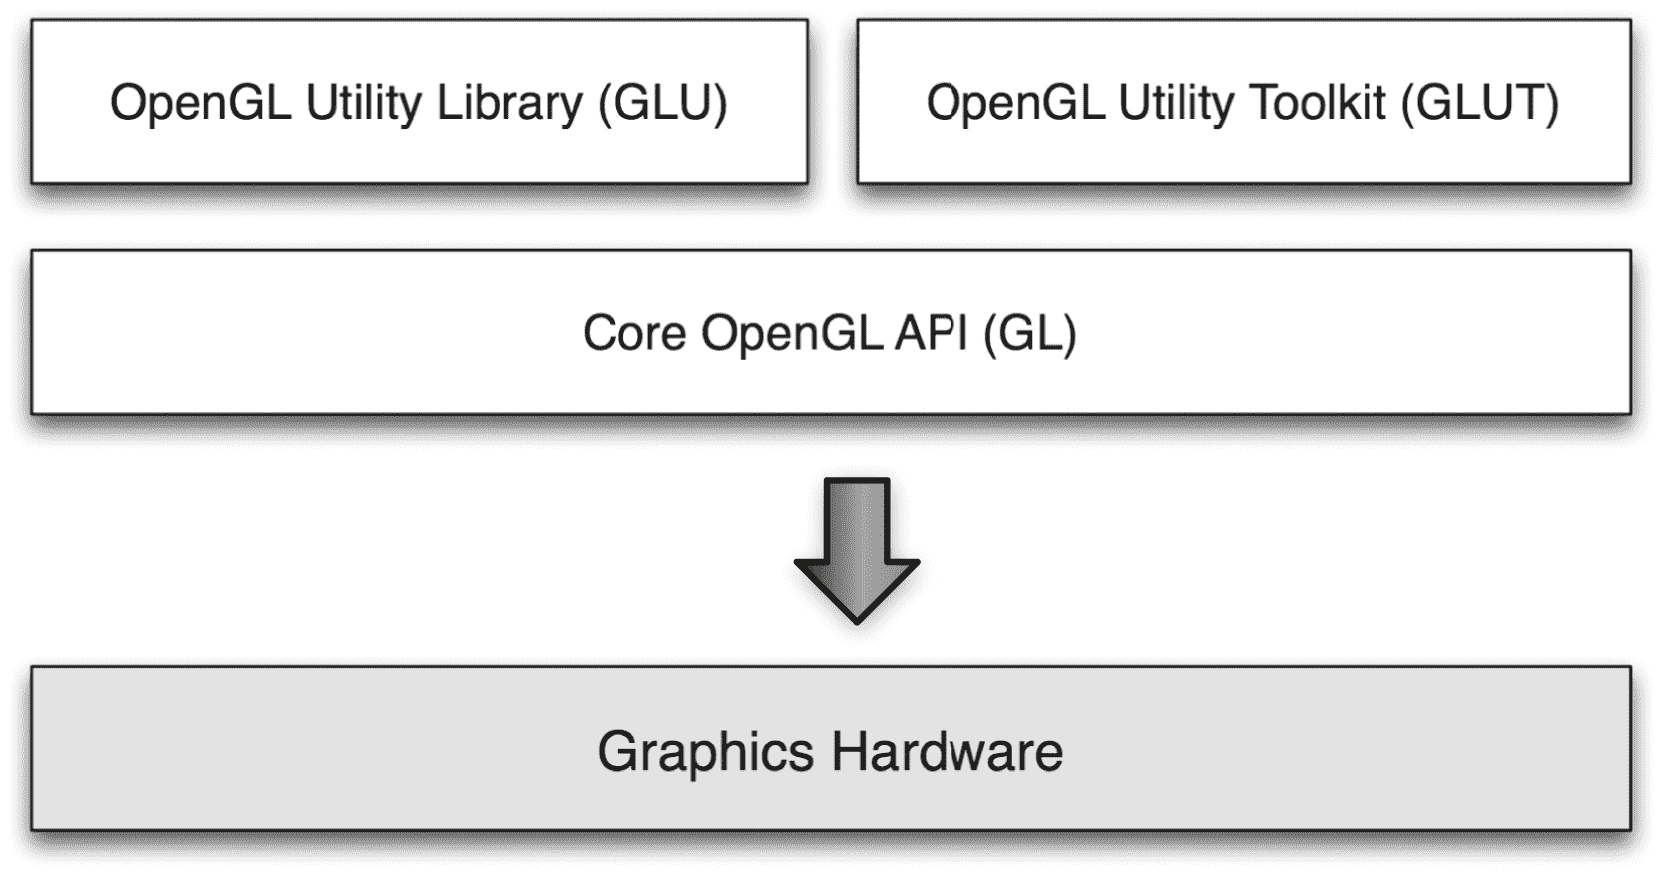 OpenGL Utility Library (GLU)
OpenGL Utility Toolkit (GLUT)
Core OpenGL API (GL)
Graphics Hardware